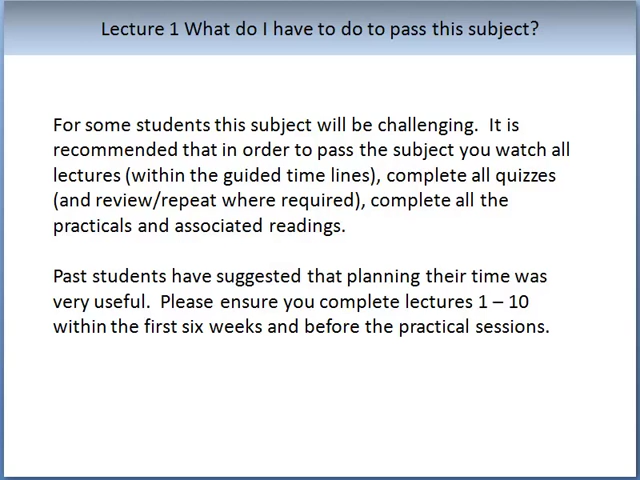 Lecture 1 What do I have to do to pass this subject?
For some students this subject will be challenging.  It is
recommended that in order to pass the subject you watch all
lectures (within the guided time lines), complete all quizzes
(and review/repeat where required), complete all the
practicals and associated readings.
Past students have suggested that planning their time was
very useful.  Please ensure you complete lectures 1 – 10
within the first six weeks and before the practical sessions.